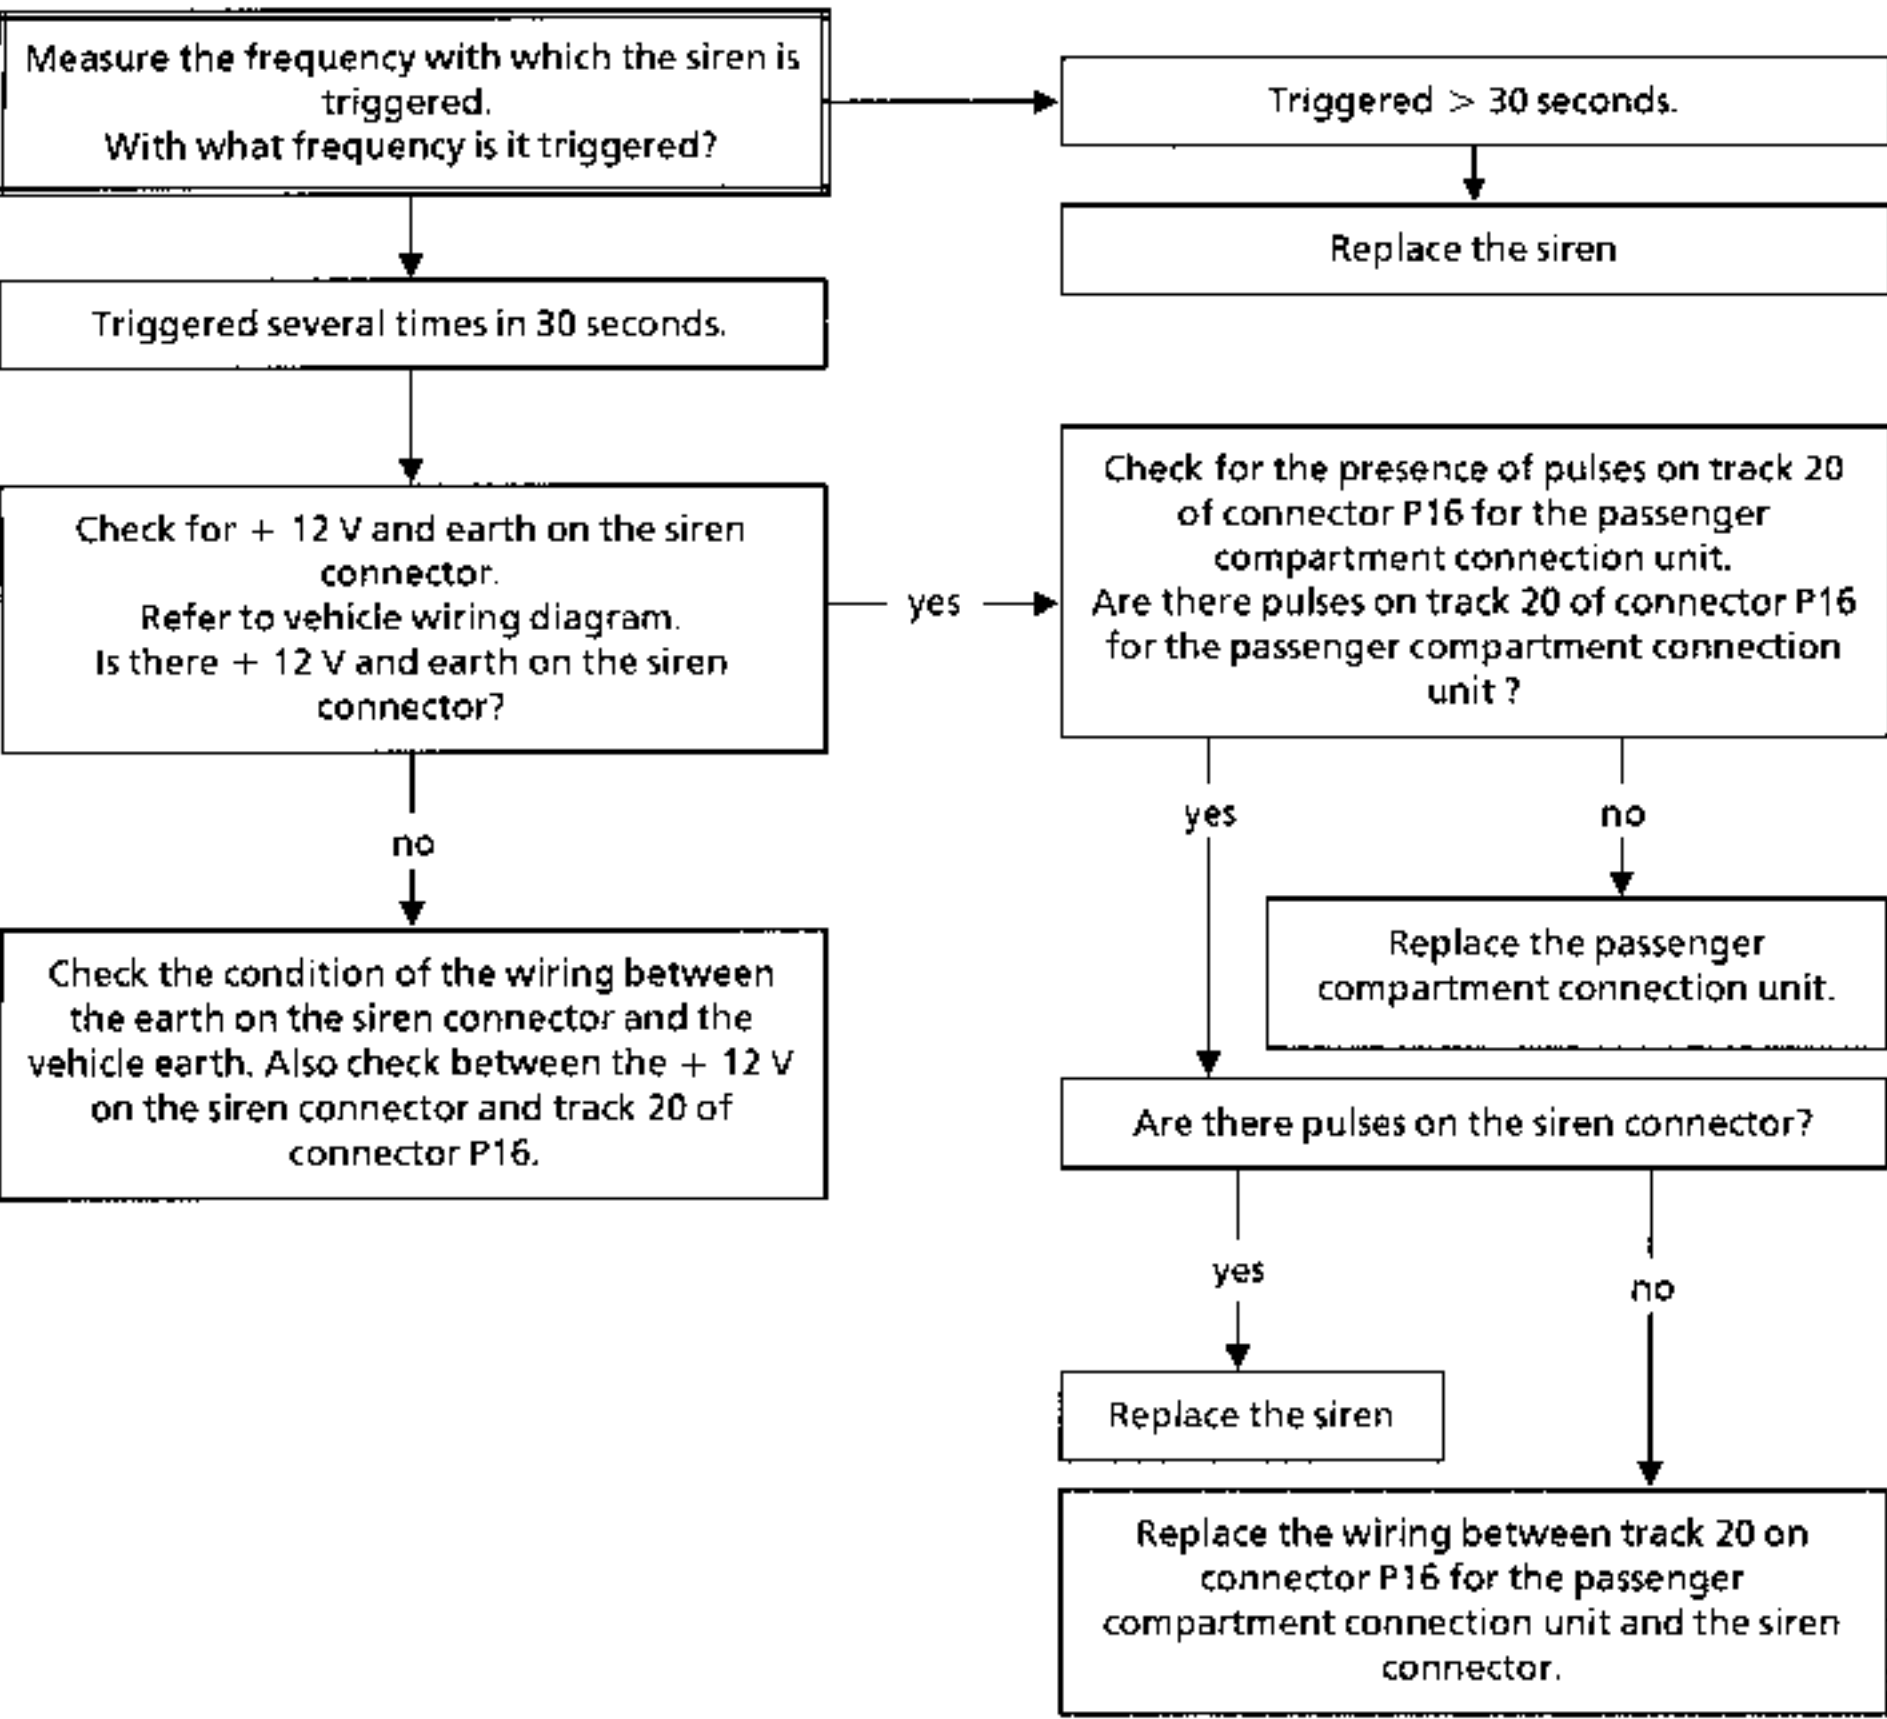 Measure the frequency with which the siren is
triggered.
With what frequency is it triggered?
Triggered > 30 seconds.
Replace the siren
Triggered several times in 30 seconds.
Check for + 12 V and earth on the siren
connector.
Refer to vehicle wiring diagram.
Is there + 12 V and earth on the siren
connector?
yes
Check for the presence of pulses on track 20
of connector P16 for the passenger
compartment connection unit.
Are there pulses on track 20 of connector P16
for the passenger compartment connection
unit ?
no
Check the condition of the wiring between
the earth on the siren connector and the
vehicle earth. Also check between the + 12 V
on the siren connector and track 20 of
connector P16.
yes
no
Replace the passenger
compartment connection unit.
Are there pulses on the siren connector?
yes
no
Replace the siren
Replace the wiring between track 20 on
connector P16 for the passenger
compartment connection unit and the siren
connector.